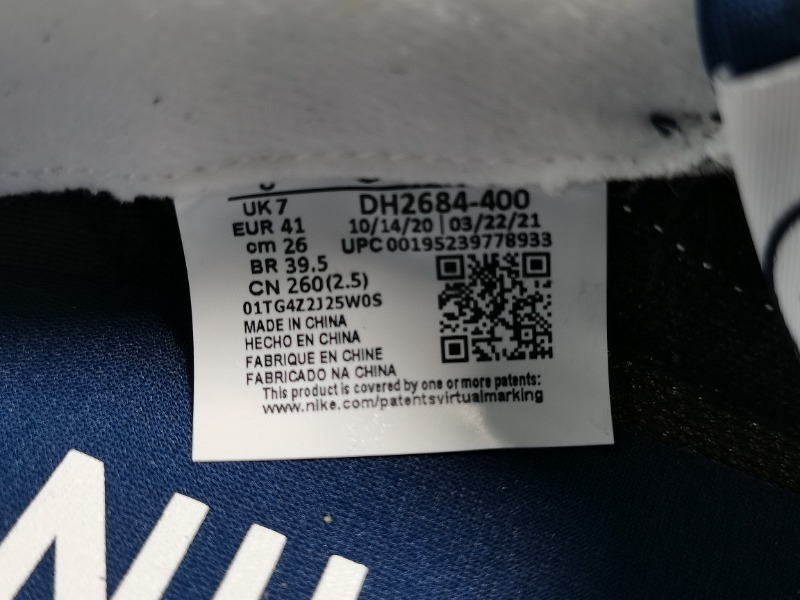 UK 7
EUR 41
cm 26
BR 39.5
CN 260(2.5)
01TG4Z2J25W0S
DH2684-400
10/14/20 | 03/22/21
UPC 00195239778933
MADE IN CHINA
HECHO EN CHINA
FABRIQUE EN CHINE
FABRICADO NA CHINA
This product is covered by one or more patents:
www.nike.com/patentsvirtualmarking